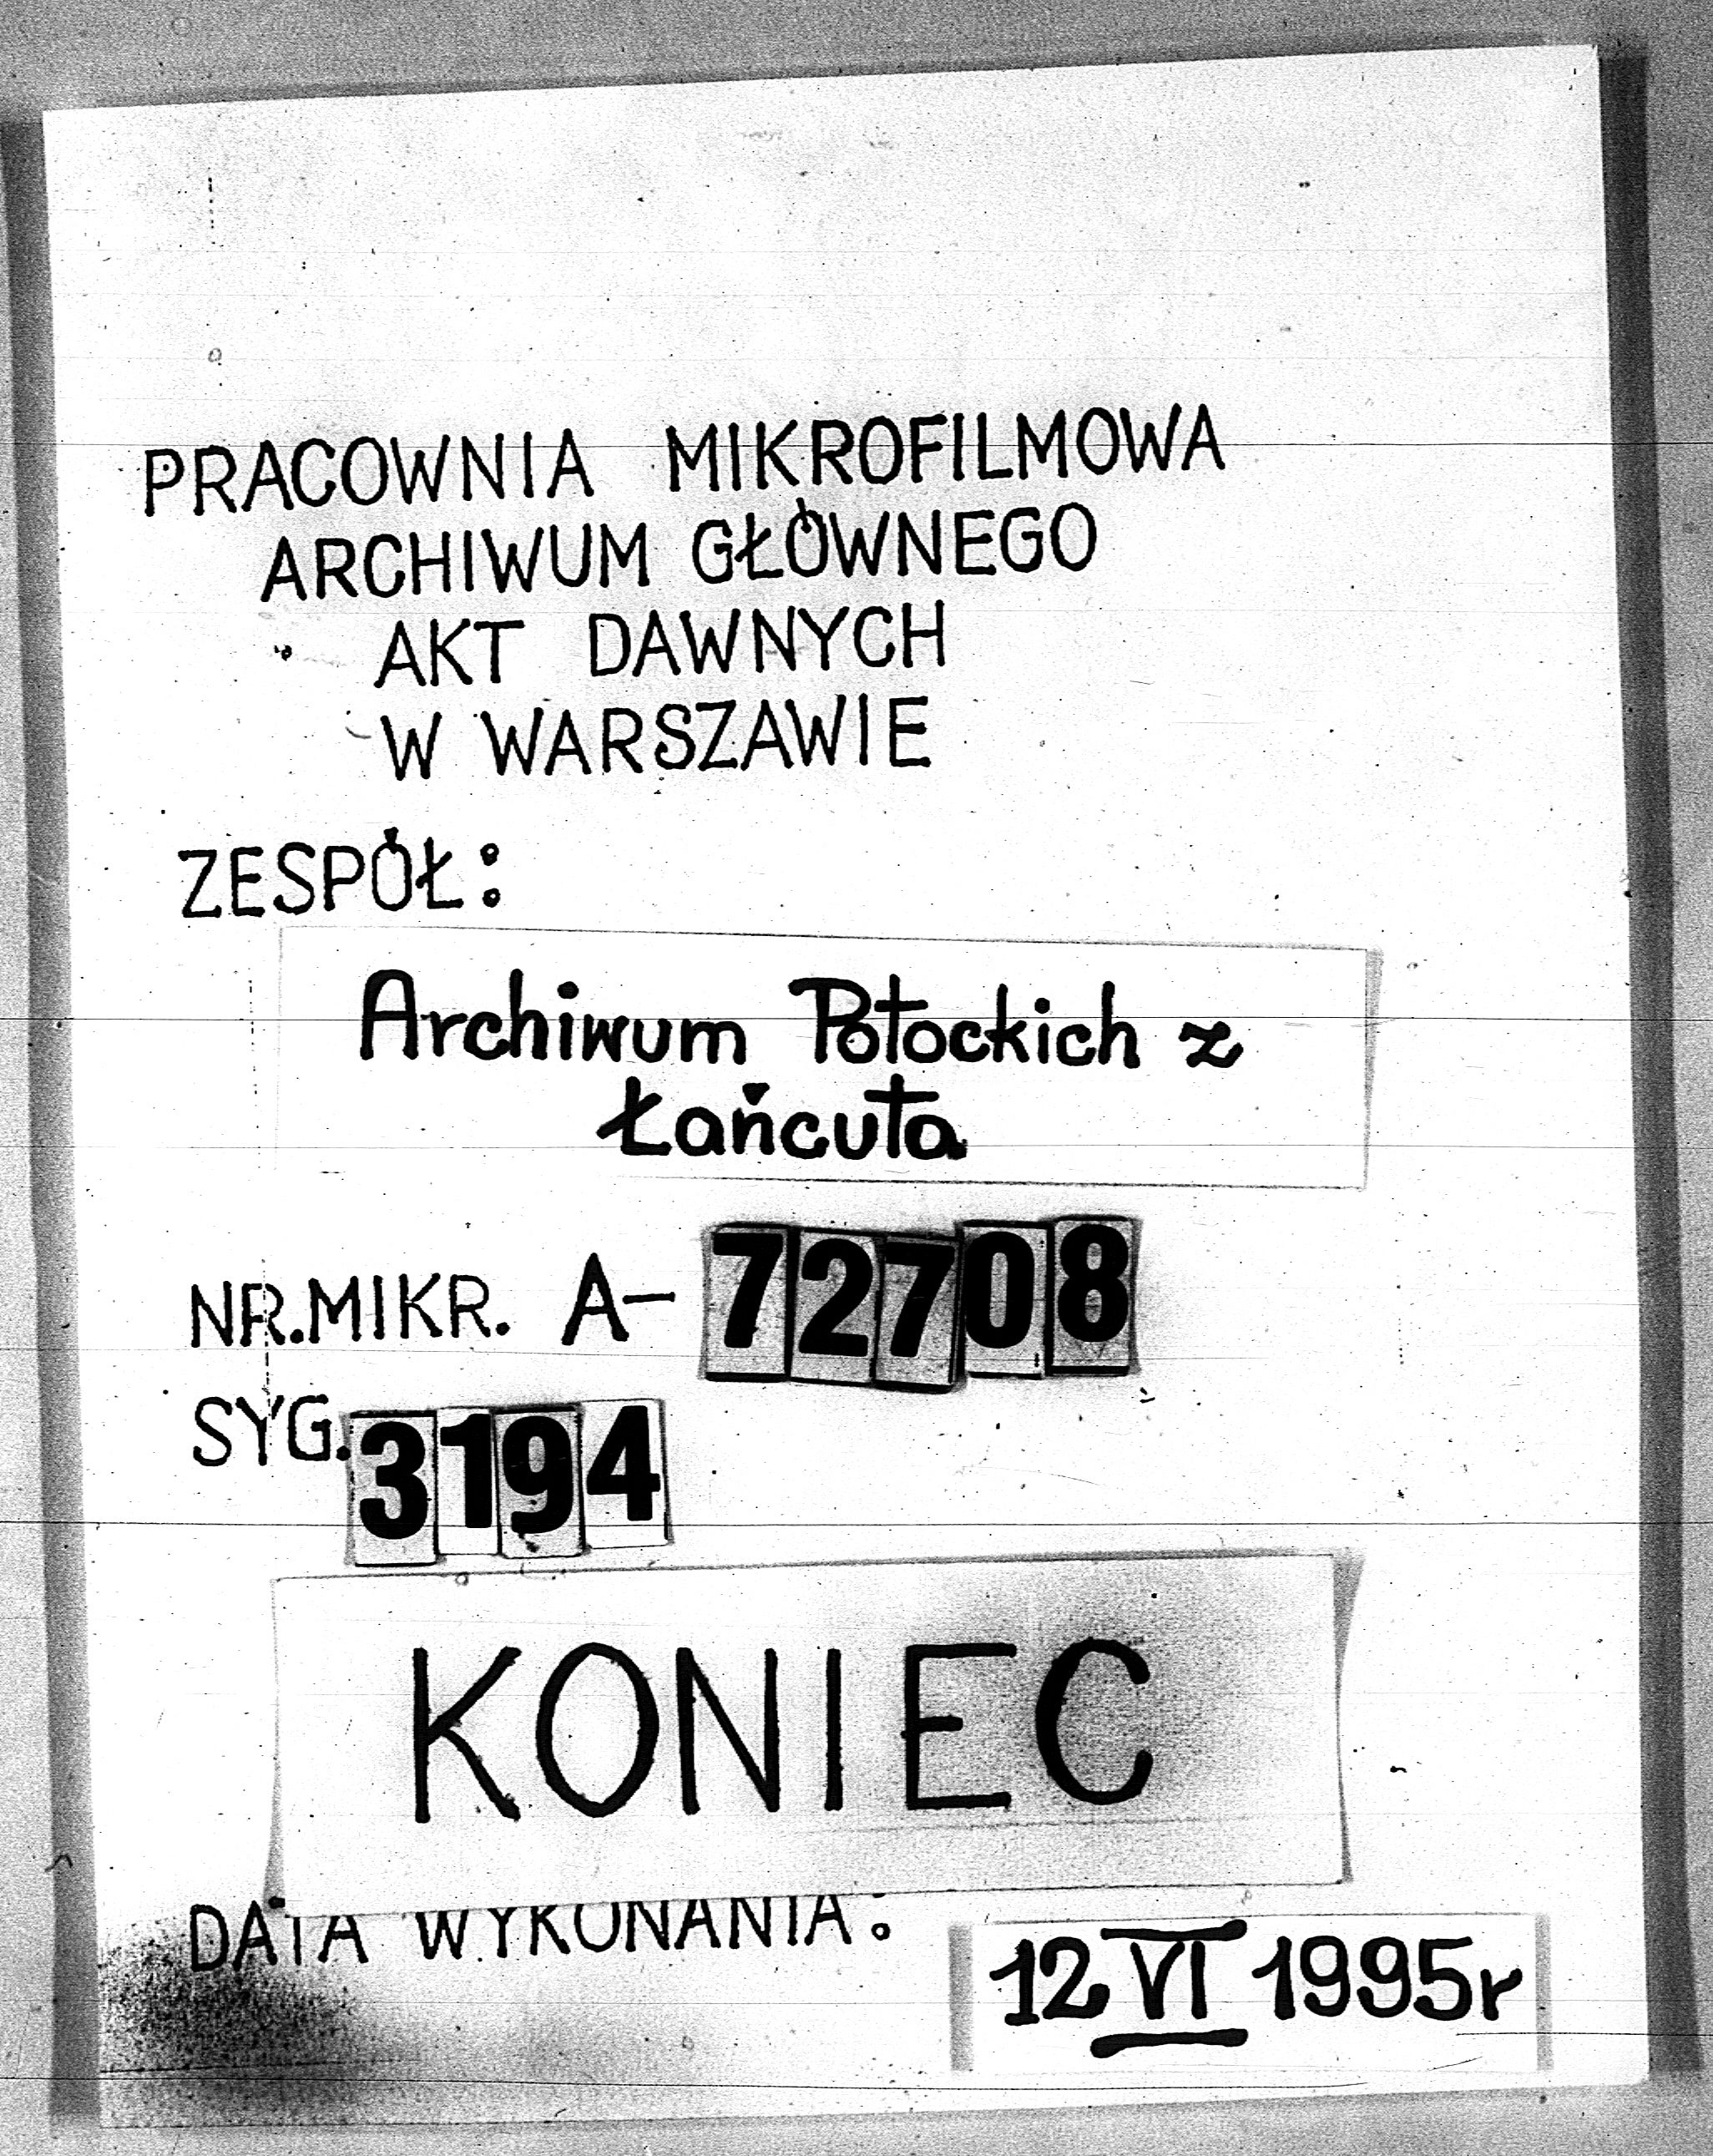 PRACOWNIA MIKROFILMOWA
ARCHIWUM GŁÓWNEGO
AKT DAWNYCH
W WARSZAWIE
ZESPÓŁ:
Archiwum Potockich z
Łańcuta
NR.MIKR. A-72708
SYG. 3194
KONIEC
DATA WYKONANIA: 12 VI 1995r